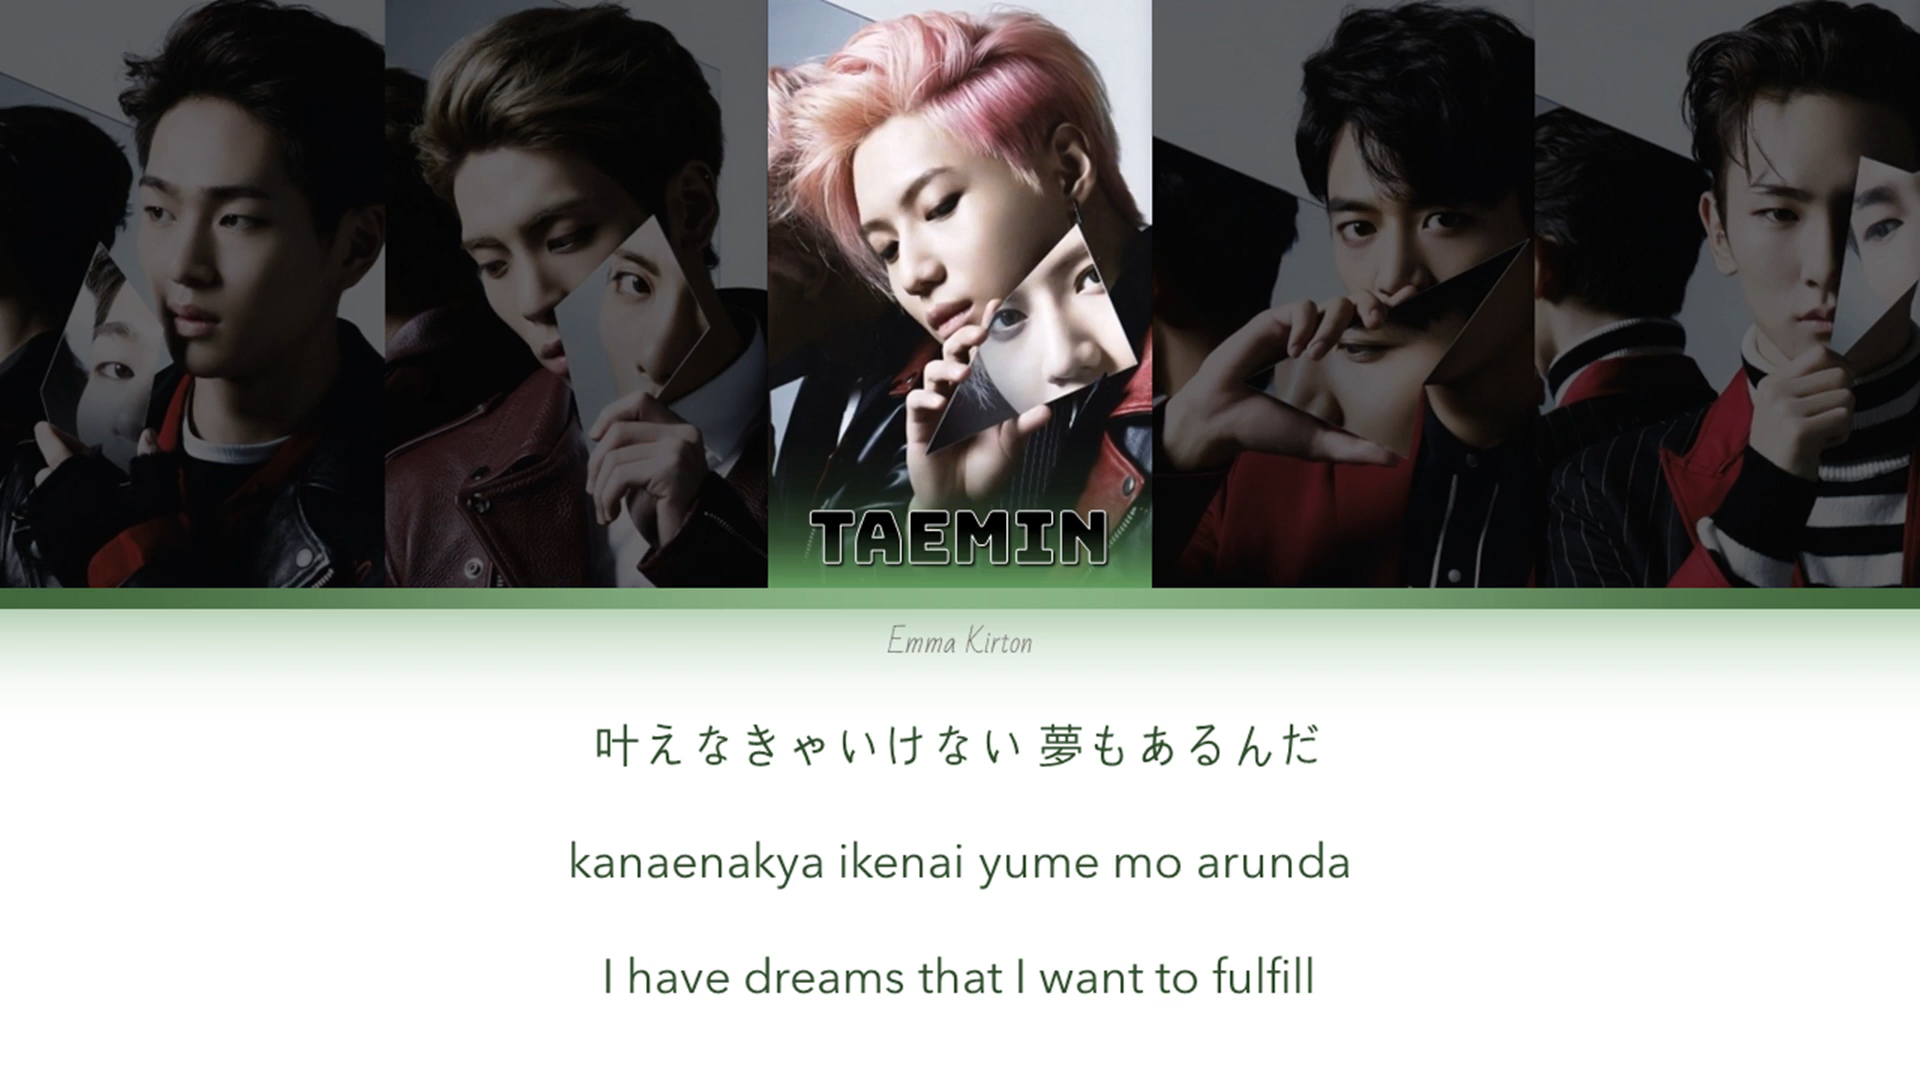 TAEMIN
Emma Kirton
叶えなきゃいけない 夢もあるんだ
kanaenakya ikenai yume mo arunda
I have dreams that I want to fulfill